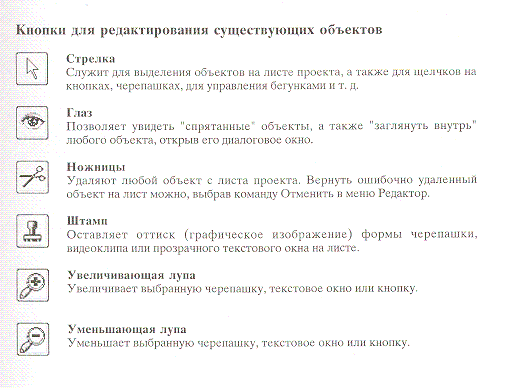 Кнопки для редактирования существующих объектов
Стрелка
Служит для выделения объектов на листе проекта, а также для щелчков на
кнопках, черепашках, для управления бегунками и т. д.
Глаз
Позволяет увидеть "спрятанные" объекты, а также "заглянуть внутрь"
любого объекта, открыв его диалоговое окно.
Ножницы
Удаляют любой объект с листа проекта. Вернуть ошибочно удаленный
объект на лист можно, выбрав команду Отменить в меню Редактор.
Штамп
Оставляет оттиск (графическое изображение) формы черепашки,
видеоклипа или прозрачного текстового окна на листе.
Увеличивающая лупа
Увеличивает выбранную черепашку, текстовое окно или кнопку.
Уменьшающая лупа
Уменьшает выбранную черепашку, текстовое окно или кнопку.